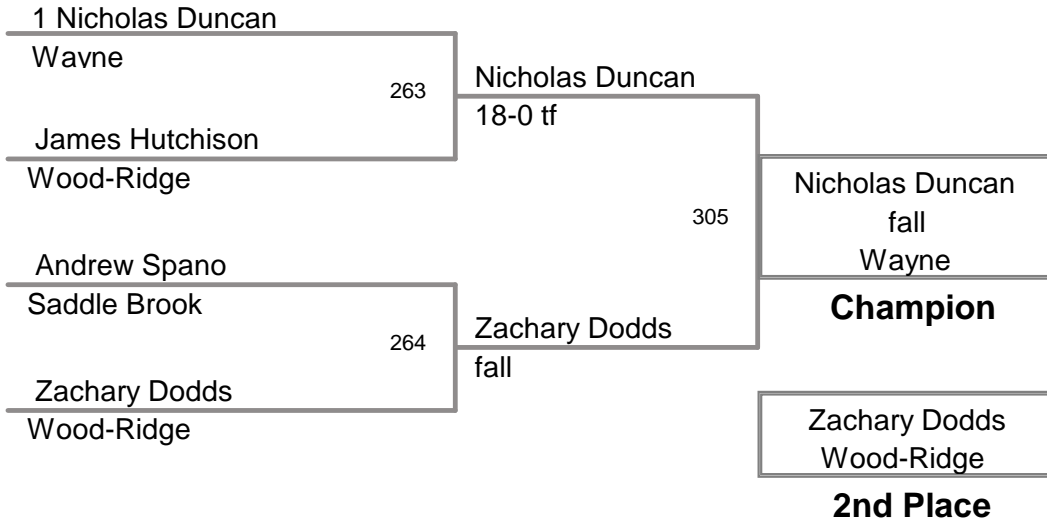 1 Nicholas Duncan
Wayne
263
James Hutchison
Wood-Ridge
Nicholas Duncan
18-0 tf
Andrew Spano
Saddle Brook
264
Zachary Dodds
Wood-Ridge
Zachary Dodds
fall
305
Nicholas Duncan
fall
Wayne
Champion
Zachary Dodds
Wood-Ridge
2nd Place